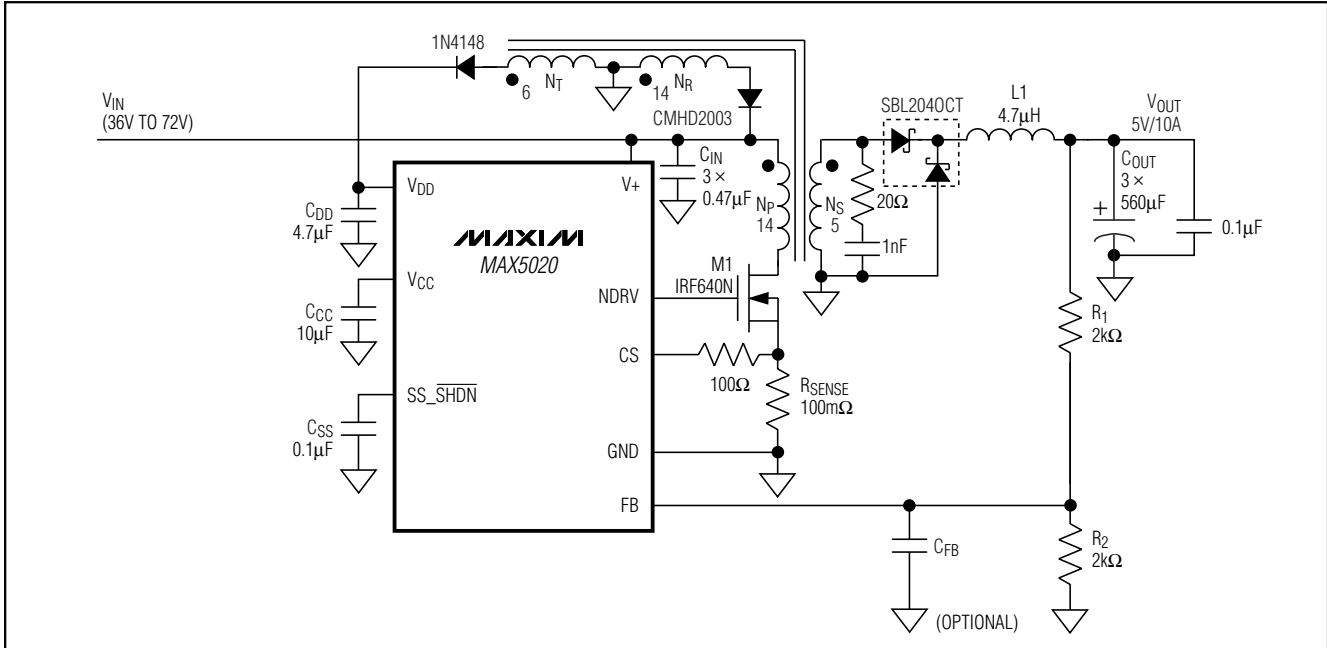 1N4148
6
N_T
14
N_R
V_IN
(36V TO 72V)
CMHD2003
SBL204OCT
L1
4.7µH
V_OUT
5V/10A
V_DD
V+
C_IN
3 ×
0.47µF
N_P
14
N_S
5
20Ω
1nF
C_OUT
3 ×
560µF
+
0.1µF
C_DD
4.7µF
MAXIM
MAX5020
V_CC
C_CC
10µF
NDRV
M1
IRF640N
R_1
2kΩ
CS
100Ω
R_SENSE
100mΩ
SS_SHDN
C_SS
0.1µF
GND
FB
C_FB
(OPTIONAL)
R_2
2kΩ